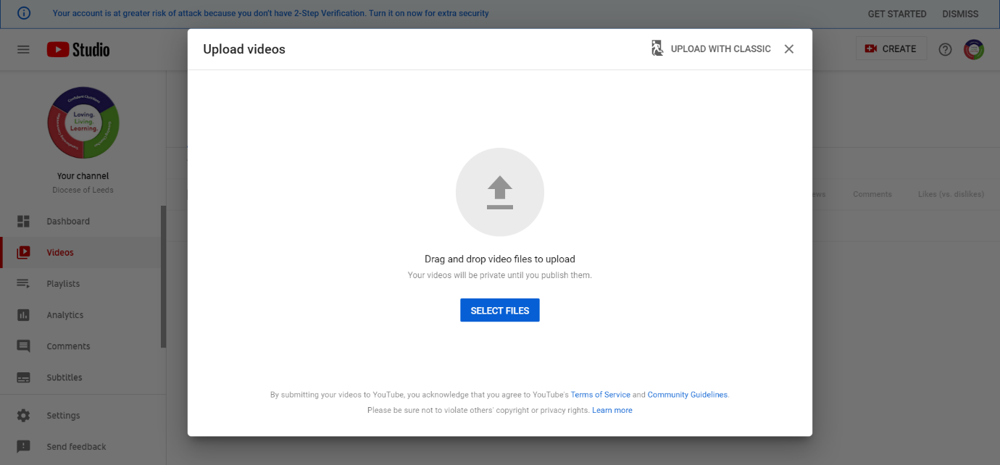 Your account is at greater risk of attack because you don't have 2-Step Verification. Turn it on now for extra security
GET STARTED
DISMISS
Studio
CREATE
Upload videos
UPLOAD WITH CLASSIC
Confident Christians
Loving.
Living.
Learning.
Your channel
Diocese of Leeds
Dashboard
Videos
Playlists
Analytics
Comments
Subtitles
Settings
Send feedback
Comments
Likes (vs. dislikes)
Drag and drop video files to upload
Your videos will be private until you publish them.
SELECT FILES
By submitting your videos to YouTube, you acknowledge that you agree to YouTube's Terms of Service and Community Guidelines.
Please be sure not to violate others' copyright or privacy rights. Learn more